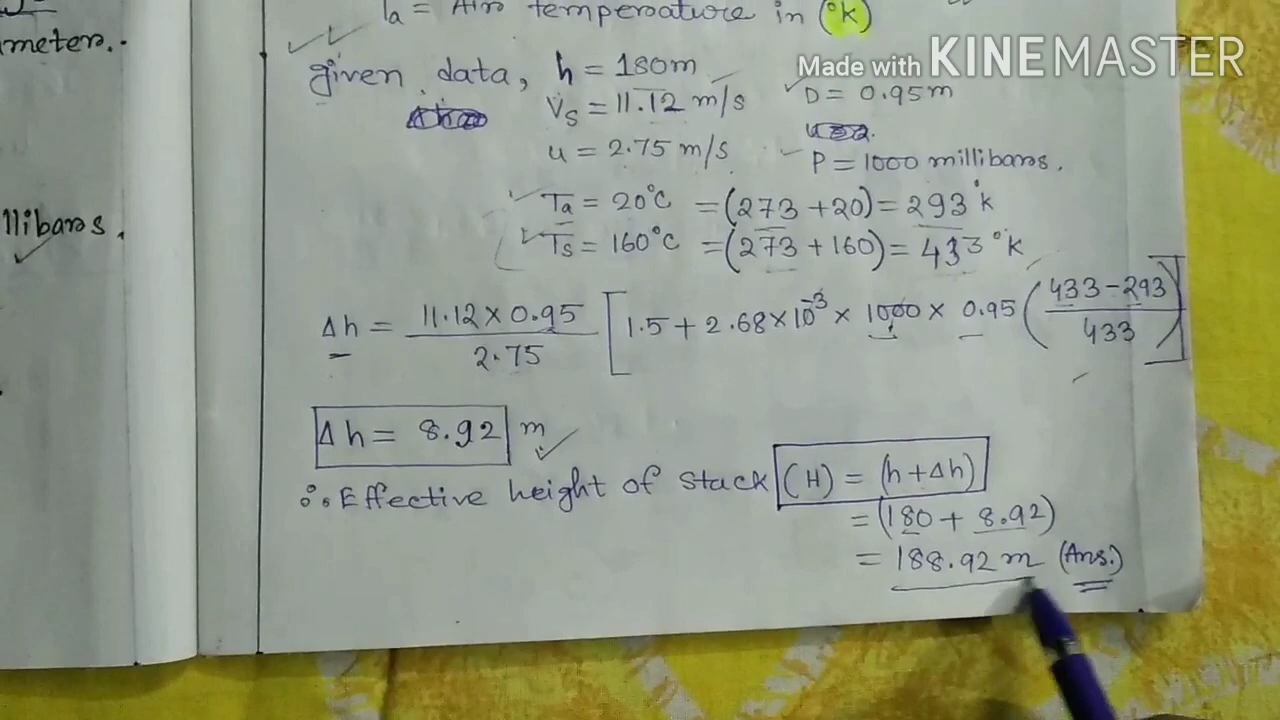 Ta = Air temperature in (°K)
meter.
llibars.
given data, h = 180m
Vs = 11.12 m/s
D = 0.95m
u = 2.75 m/s
P = 1000 millibars.
Ta = 20°C = (273 + 20) = 293°k
Ts = 160°C = (273 + 160) = 433°k
Δh = 11.12 × 0.95 / 2.75 [1.5 + 2.68 × 10⁻³ × 1000 × 0.95 (433 - 293 / 433)]
Δh = 8.92 m
∴ Effective height of stack (H) = (h + Δh)
= (180 + 8.92)
= 188.92 m (Ans.)
Made with KINEMASTER